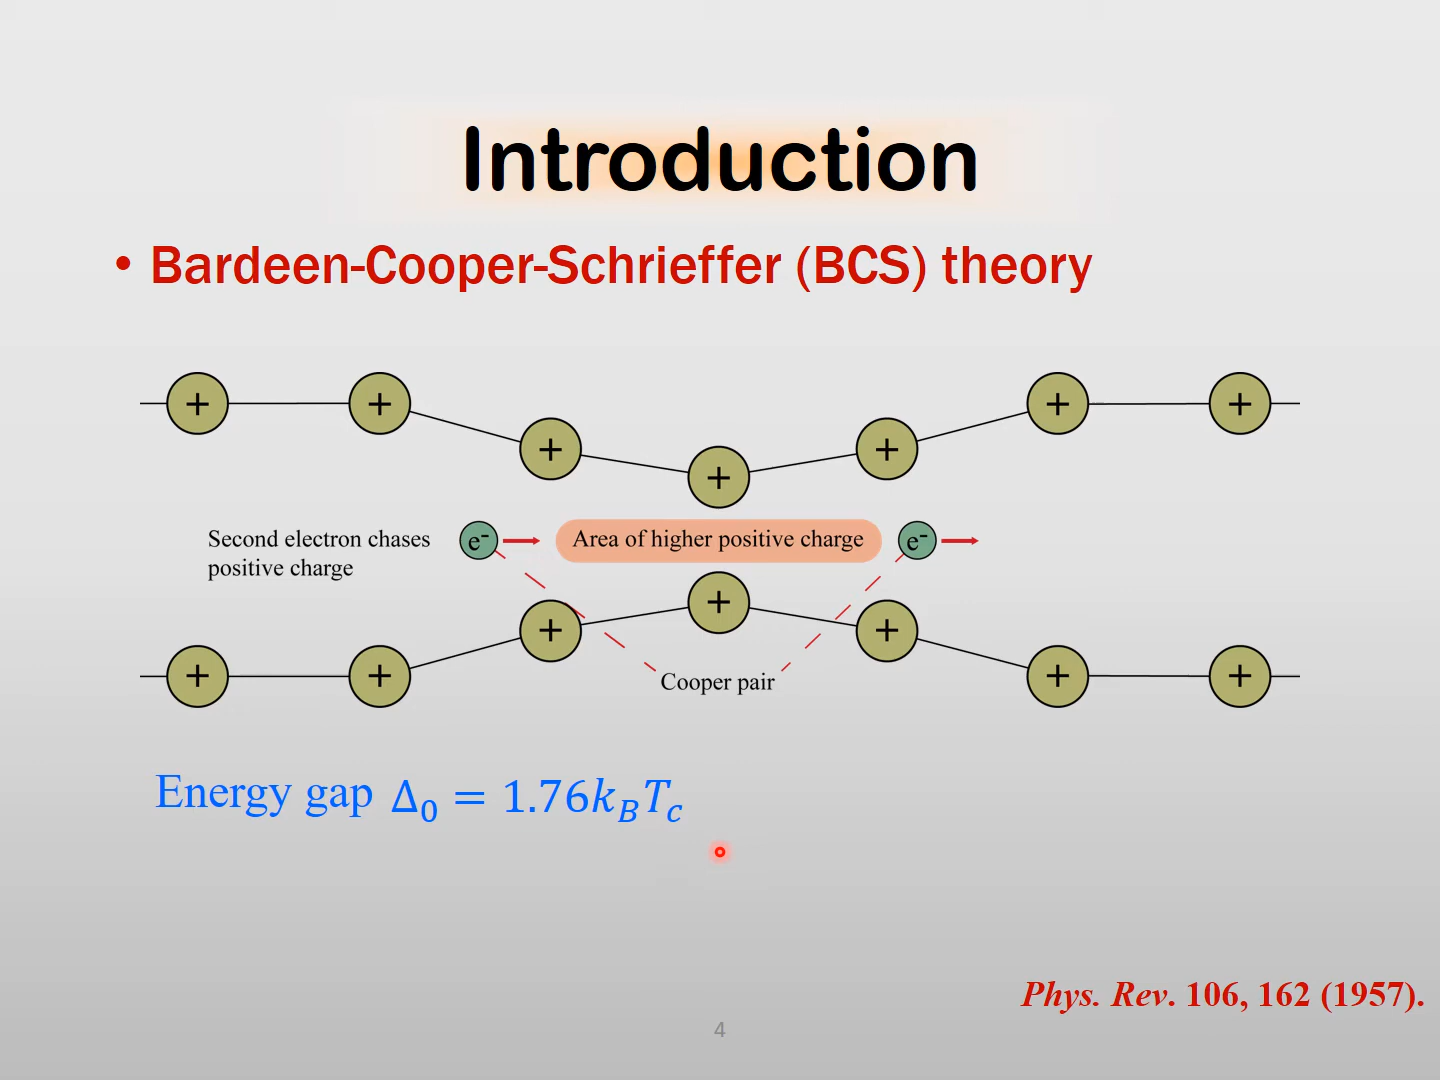 Introduction
• Bardeen-Cooper-Schrieffer (BCS) theory
+ + + + + + +
Second electron chases
positive charge
e⁻ Area of higher positive charge e⁻
+ + + + + + +
Cooper pair
Energy gap Δ₀ = 1.76k_BT_c
Phys. Rev. 106, 162 (1957).
4